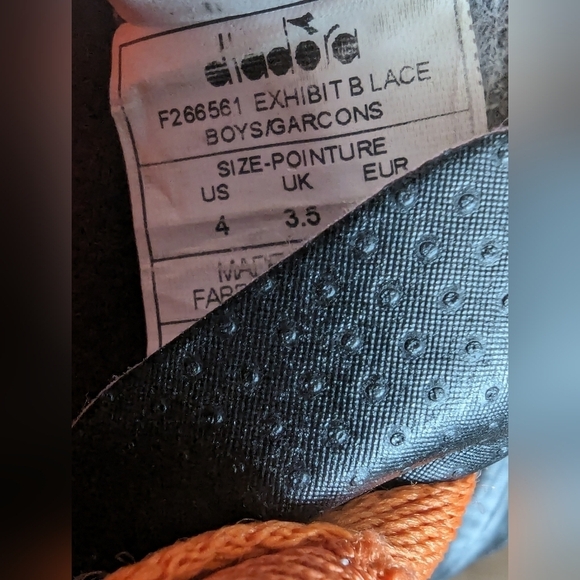 diadora
F266561 EXHIBIT B LACE
BOYS/GARCONS
SIZE-POINTURE
US UK EUR
4 3.5